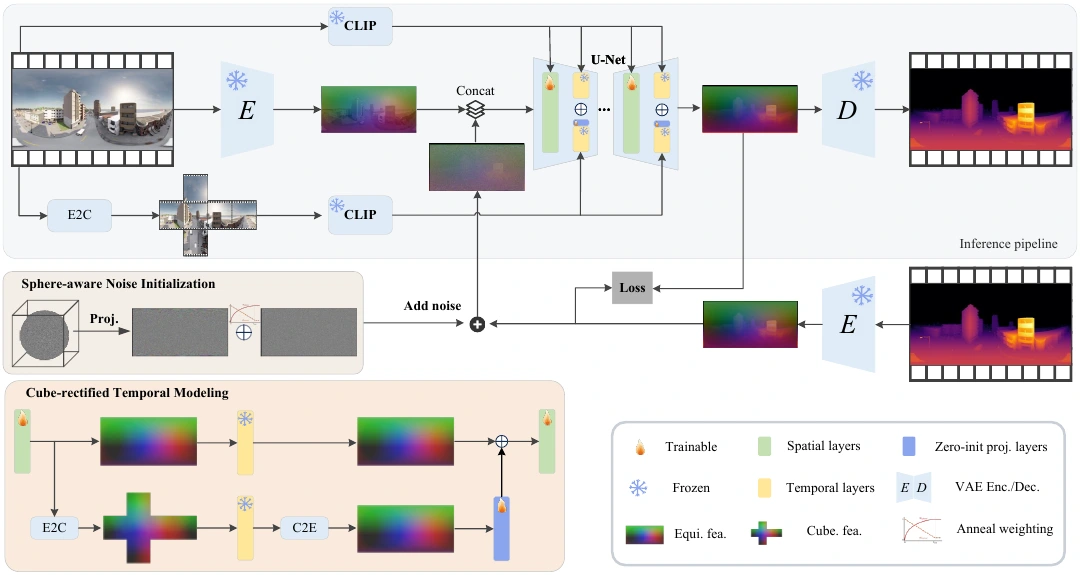 CLIP
U-Net
E
Concat
...
D
E2C
CLIP
Inference pipeline
Sphere-aware Noise Initialization
Proj.
Add noise
Loss
E
Cube-rectified Temporal Modeling
E2C
C2E
Trainable
Spatial layers
Zero-init proj. layers
Frozen
Temporal layers
E D
VAE Enc./Dec.
Equi. fea.
Cube. fea.
Anneal weighting